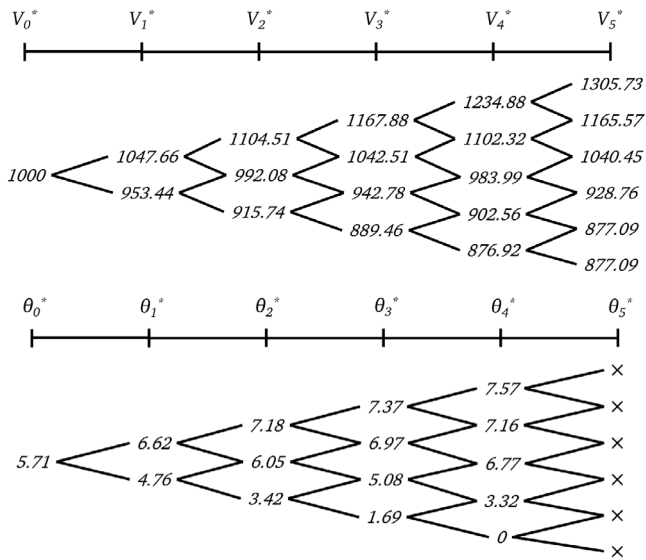 V₀* V₁* V₂* V₃* V₄* V₅*
1305.73
1234.88
1167.88 1165.57
1104.51 1102.32
1047.66 1042.51 1040.45
1000 992.08 983.99
953.44 942.78 928.76
915.74 902.56
889.46 877.09
876.92
877.09
θ₀* θ₁* θ₂* θ₃* θ₄* θ₅*
×
7.57
7.37 ×
7.18 7.16
6.62 6.97 ×
5.71 6.05 6.77
4.76 5.08 ×
3.42 3.32
1.69 ×
0
×